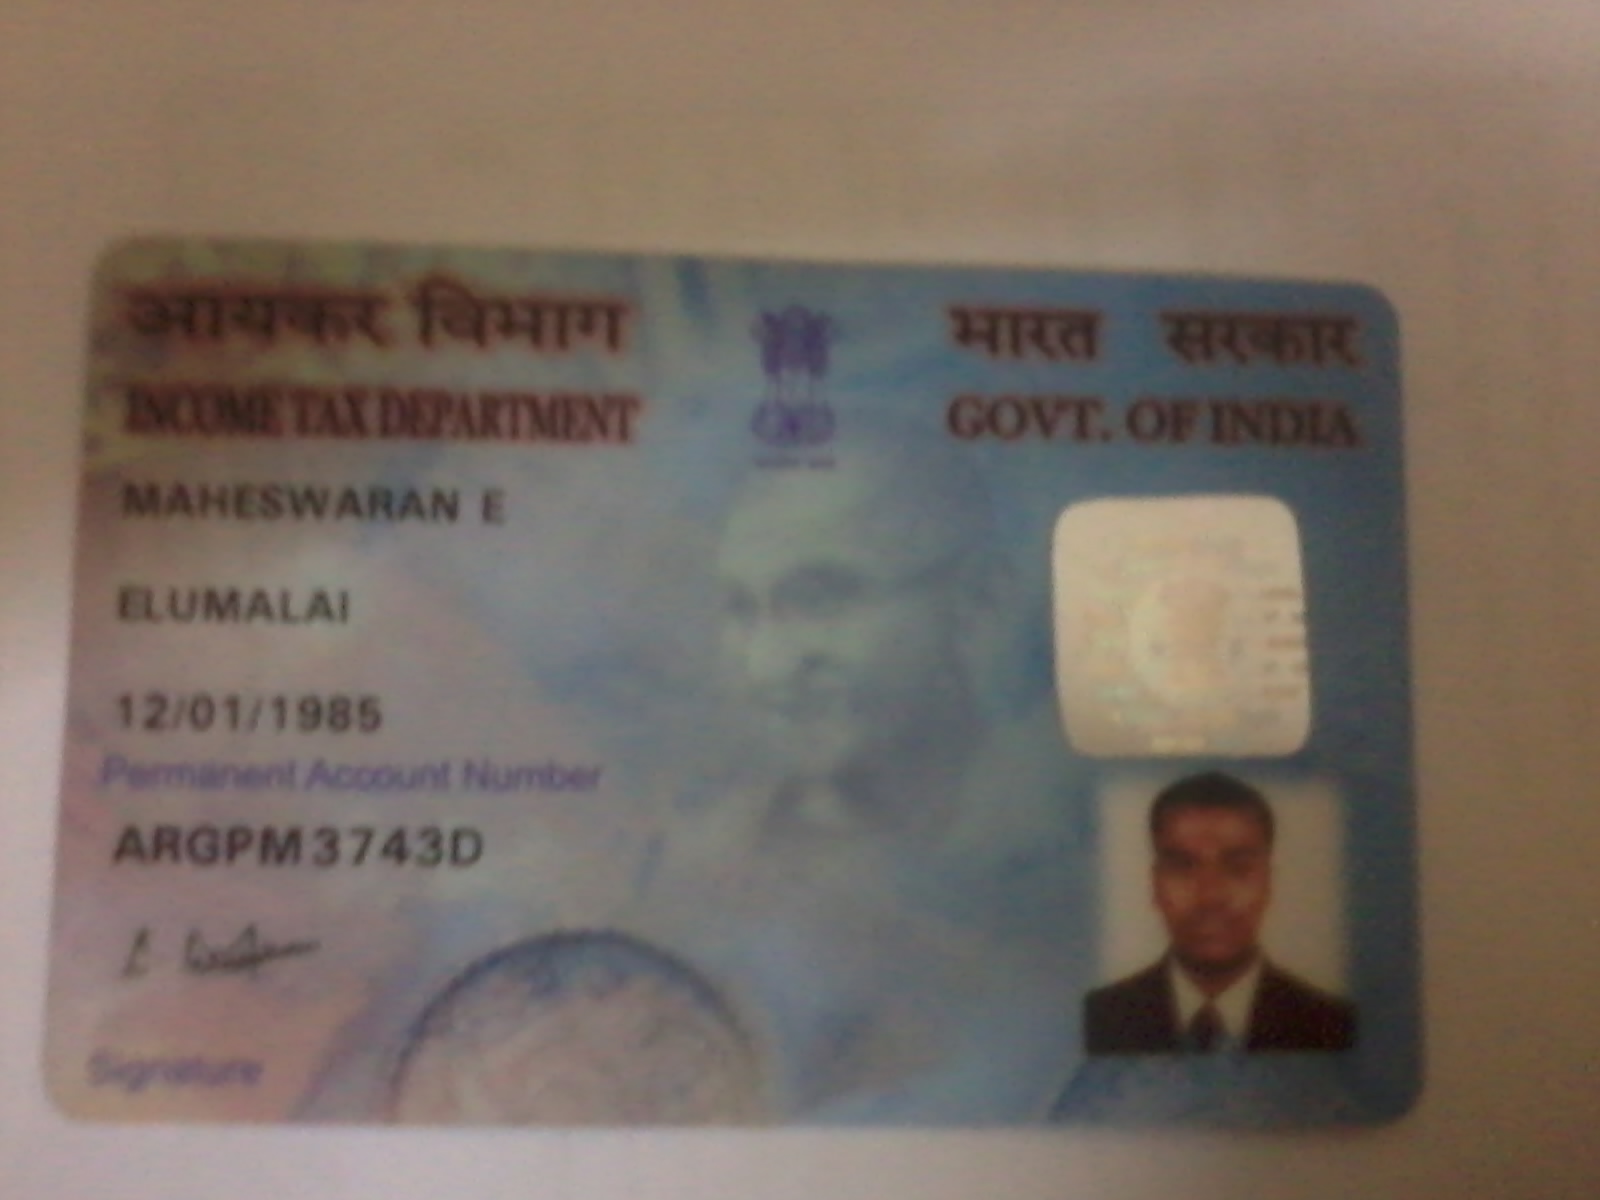 आयकर विभाग
INCOME TAX DEPARTMENT
भारत सरकार
GOVT. OF INDIA
MAHESWARAN E
ELUMALAI
12/01/1985
Permanent Account Number
ARGPM3743D
Signature